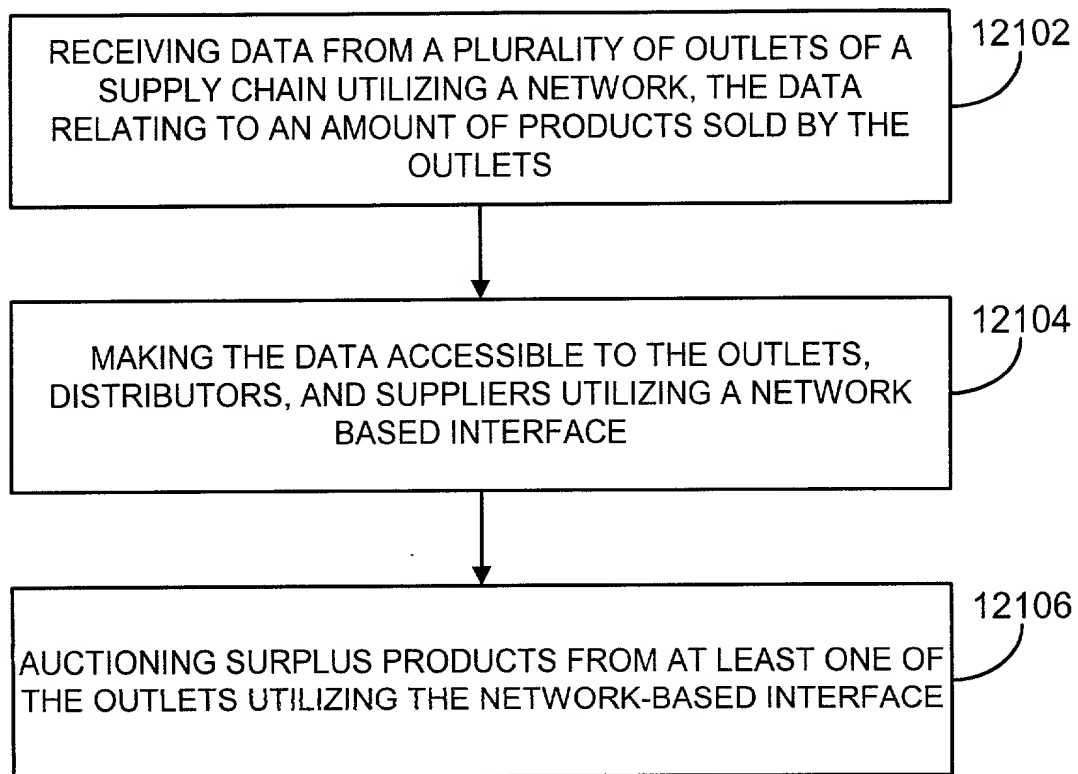 RECEIVING DATA FROM A PLURALITY OF OUTLETS OF A
SUPPLY CHAIN UTILIZING A NETWORK, THE DATA
RELATING TO AN AMOUNT OF PRODUCTS SOLD BY THE
OUTLETS
12102
MAKING THE DATA ACCESSIBLE TO THE OUTLETS,
DISTRIBUTORS, AND SUPPLIERS UTILIZING A NETWORK
BASED INTERFACE
12104
AUCTIONING SURPLUS PRODUCTS FROM AT LEAST ONE OF
THE OUTLETS UTILIZING THE NETWORK-BASED INTERFACE
12106